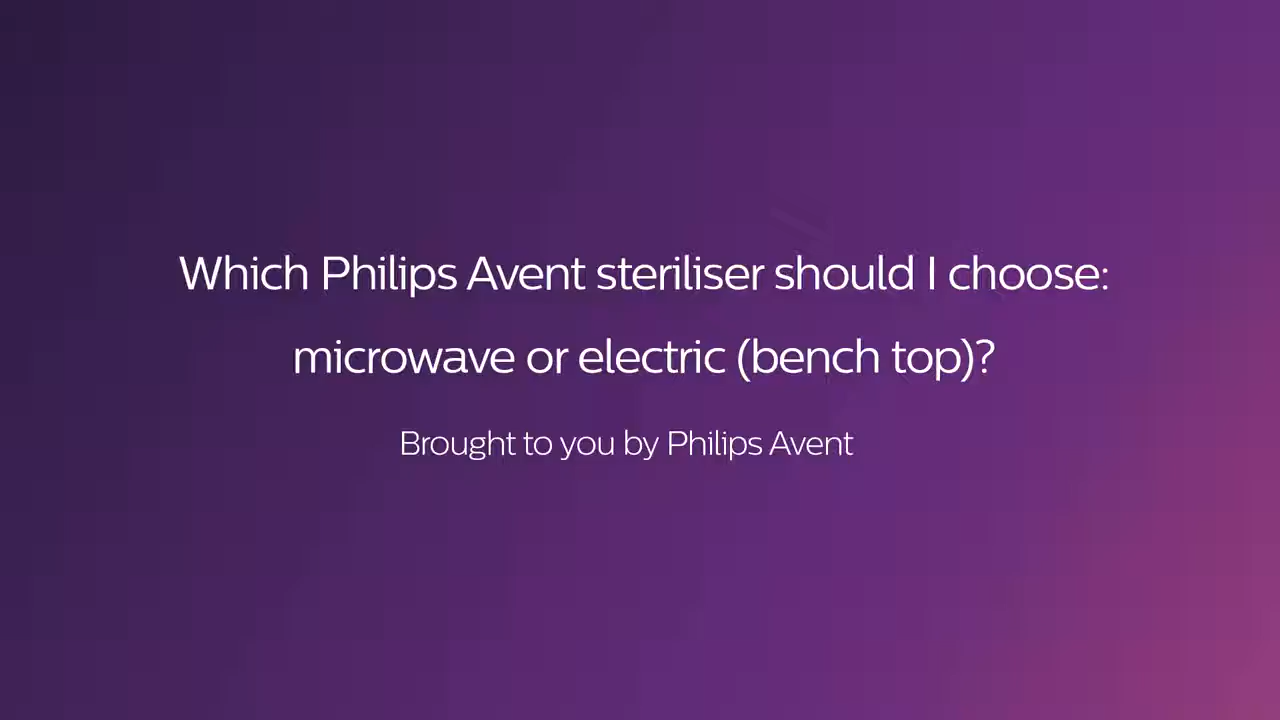 Which Philips Avent steriliser should I choose:
microwave or electric (bench top)?
Brought to you by Philips Avent